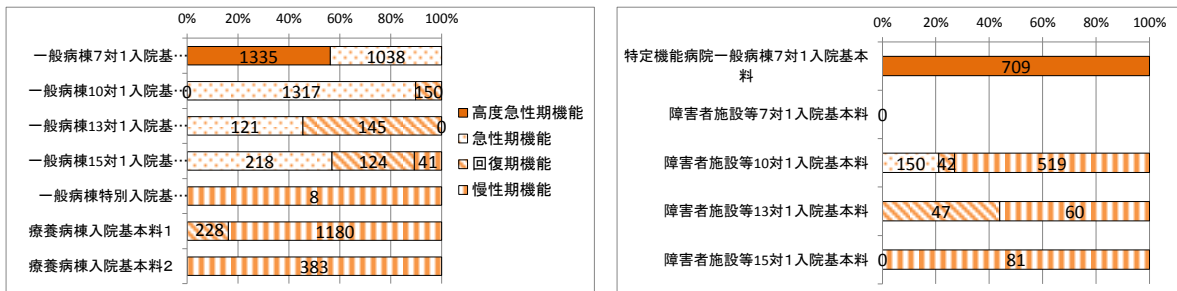 0% 20% 40% 60% 80% 100%
一般病棟7対1入院基… 1335 1038
一般病棟10対1入院基… 0 1317 150
一般病棟13対1入院基… 121 145 0
一般病棟15対1入院基… 218 124 41
一般病棟特別入院基… 8
療養病棟入院基本料1 228 1180
療養病棟入院基本料2 383
高度急性期機能
急性期機能
回復期機能
慢性期機能
0% 20% 40% 60% 80% 100%
特定機能病院一般病棟7対1入院基本
料 709
障害者施設等7対1入院基本料 0
障害者施設等10対1入院基本料 150 42 519
障害者施設等13対1入院基本料 47 60
障害者施設等15対1入院基本料 0 81